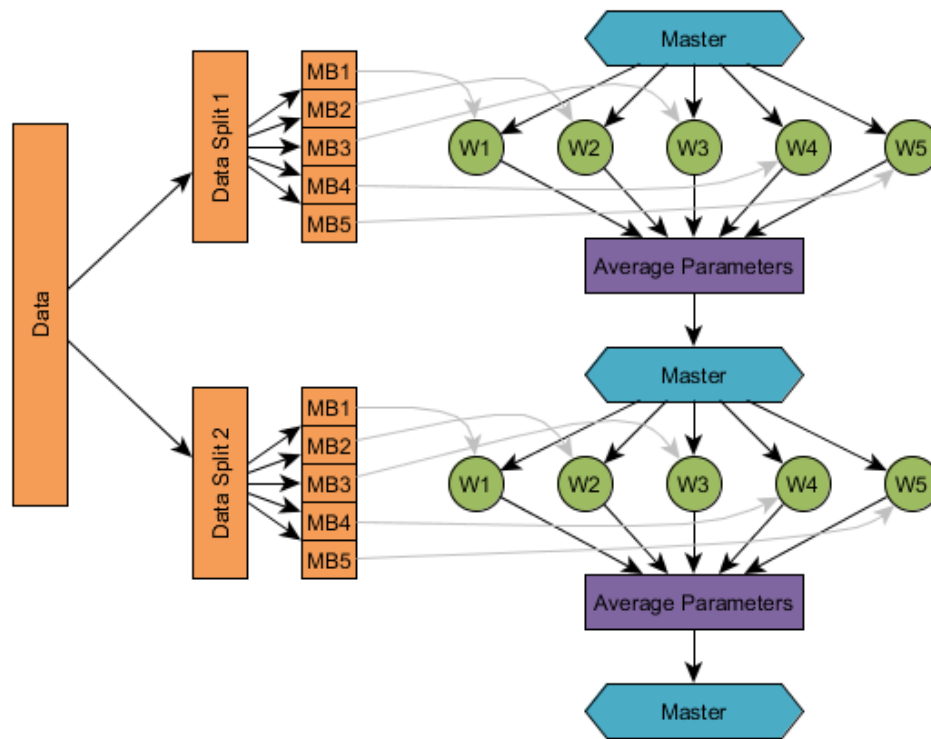 Data
Data Split 1
MB1
MB2
MB3
MB4
MB5
Master
W1
W2
W3
W4
W5
Average Parameters
Master
Data Split 2
MB1
MB2
MB3
MB4
MB5
W1
W2
W3
W4
W5
Average Parameters
Master